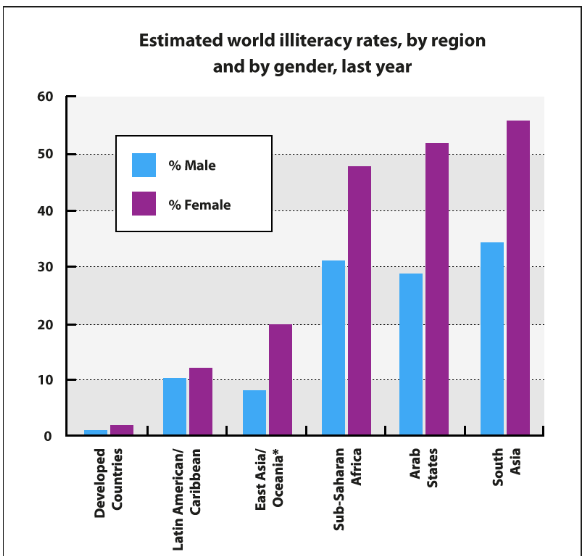 Estimated world illiteracy rates, by region
and by gender, last year
60
50
40
30
20
10
0
% Male
% Female
Developed
Countries
Latin American/
Caribbean
East Asia/
Oceania*
Sub-Saharan
Africa
Arab
States
South
Asia